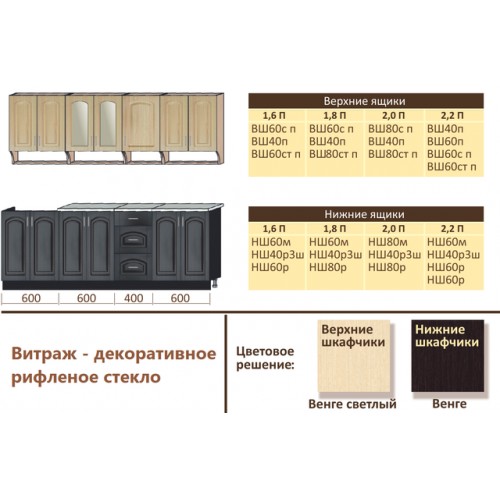 Верхние ящики
1,6 П 1,8 П 2,0 П 2,2 П
ВШ60с п ВШ60с п ВШ80с п ВШ40п
ВШ40п ВШ40п ВШ40п ВШ60п
ВШ60ст п ВШ80ст п ВШ80ст п ВШ60с п
ВШ60ст п
Нижние ящики
1,6 П 1,8 П 2,0 П 2,2 П
НШ60м НШ60м НШ80м НШ60м
НШ40р3ш НШ40р3ш НШ40р3ш НШ40р3ш
НШ60р НШ80р НШ80р НШ60р
НШ60р
600 600 400 600
Витраж - декоративное
рифленое стекло
Цветовое
решение:
Верхние
шкафчики
Венге светлый
Нижние
шкафчики
Венге